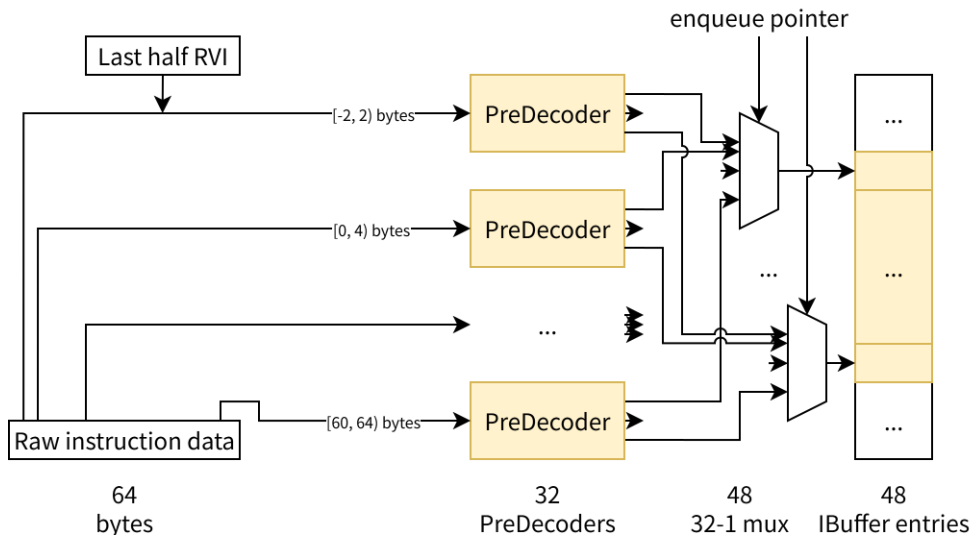 enqueue pointer
Last half RVI
[-2, 2) bytes
PreDecoder
...
[0, 4) bytes
PreDecoder
...
...
...
[60, 64) bytes
PreDecoder
...
Raw instruction data
64
bytes
32
PreDecoders
48
32-1 mux
48
IBuffer entries